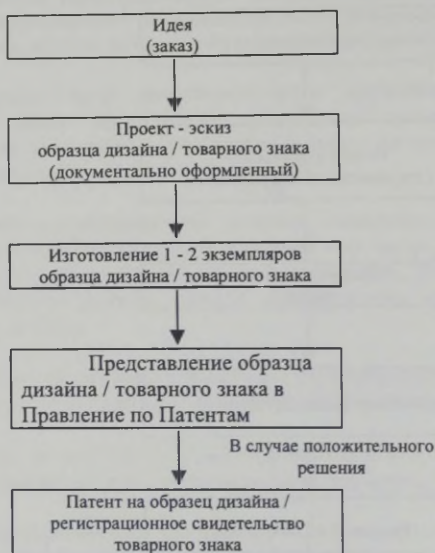 Идея
(заказ)
Проект - эскиз
образца дизайна / товарного знака
(документально оформленный)
Изготовление 1 - 2 экземпляров
образца дизайна / товарного знака
Представление образца
дизайна / товарного знака в
Правление по Патентам
В случае положительного
решения
Патент на образец дизайна /
регистрационное свидетельство
товарного знака